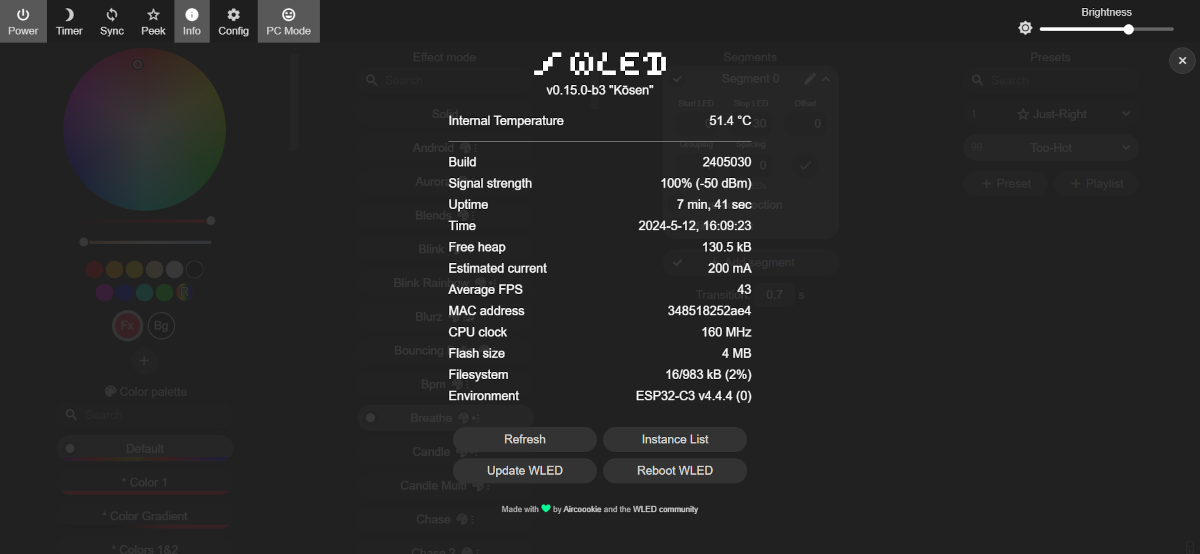 Power
Timer
Sync
Peek
Info
Config
PC Mode
Brightness
WLED
v0.15.0-b3 "Kōsen"
Internal Temperature 51.4 °C
Build 2405030
Signal strength 100% (-50 dBm)
Uptime 7 min, 41 sec
Time 2024-5-12, 16:09:23
Free heap 130.5 kB
Estimated current 200 mA
Average FPS 43
MAC address 348518252ae4
CPU clock 160 MHz
Flash size 4 MB
Filesystem 16/983 kB (2%)
Environment ESP32-C3 v4.4.4 (0)
Refresh
Instance List
Update WLED
Reboot WLED
Made with by Aircoookie and the WLED community
Fx
Bg
Color palette
Search
Default
* Color 1
* Color Gradient
* Colors 1&2
Effect mode
Search
Solid
Android
Aurora
Blends
Blink
Blink Rainbow
Blurz
Bouncing
Bpm
Breathe
Candle
Candle Multi
Chase
Chase 2
Segments
Segment 0
Start LED
Stop LED
Offset
30
0
Grouping
Spacing
0
Add segment
Transition: 0.7 s
Presets
Search
1 Just-Right
Too-Hot
+ Preset
+ Playlist